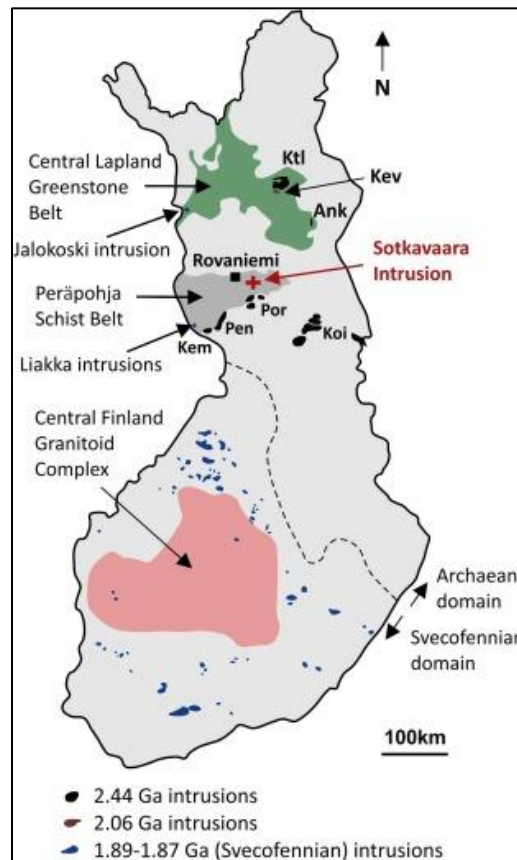 N
Central Lapland
Greenstone
Belt
Ktl
Kev
Ank
Jalokoski intrusion
Rovaniemi
Sotkavaara
Intrusion
Peräpohja
Schist Belt
Por
Pen
Koi
Kem
Liakka intrusions
Central Finland
Granitoid
Complex
Archaean
domain
Svecofennian
domain
100km
2.44 Ga intrusions
2.06 Ga intrusions
1.89-1.87 Ga (Svecofennian) intrusions